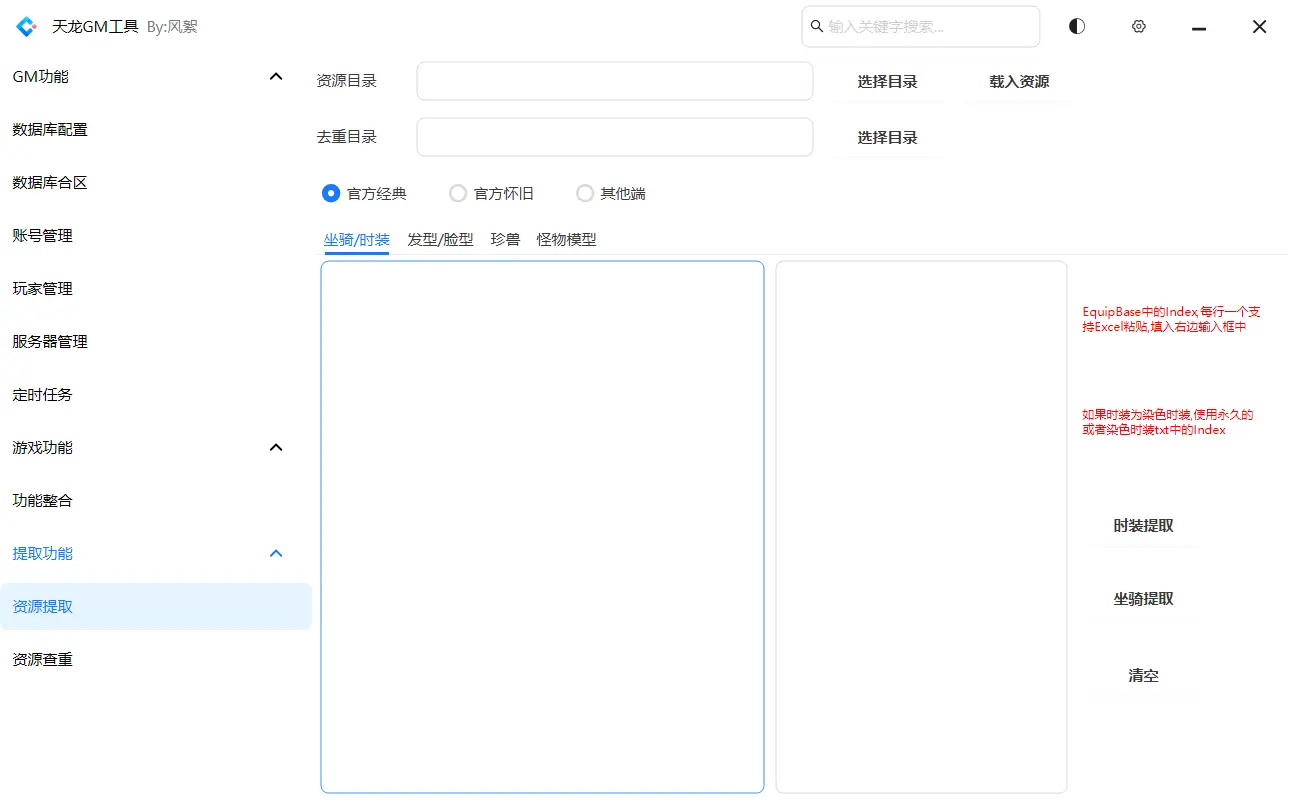 天龙GM工具 By:风絮
输入关键字搜索...
GM功能
数据库配置
数据库合区
账号管理
玩家管理
服务器管理
定时任务
游戏功能
功能整合
提取功能
资源提取
资源查重
资源目录
选择目录
载入资源
去重目录
选择目录
官方经典
官方怀旧
其他端
坐骑/时装
发型/脸型
珍兽
怪物模型
EquipBase中的Index,每行一个支
持Excel粘贴,填入右边输入框中
如果时装为染色时装,使用永久的
或者染色时装txt中的Index
时装提取
坐骑提取
清空